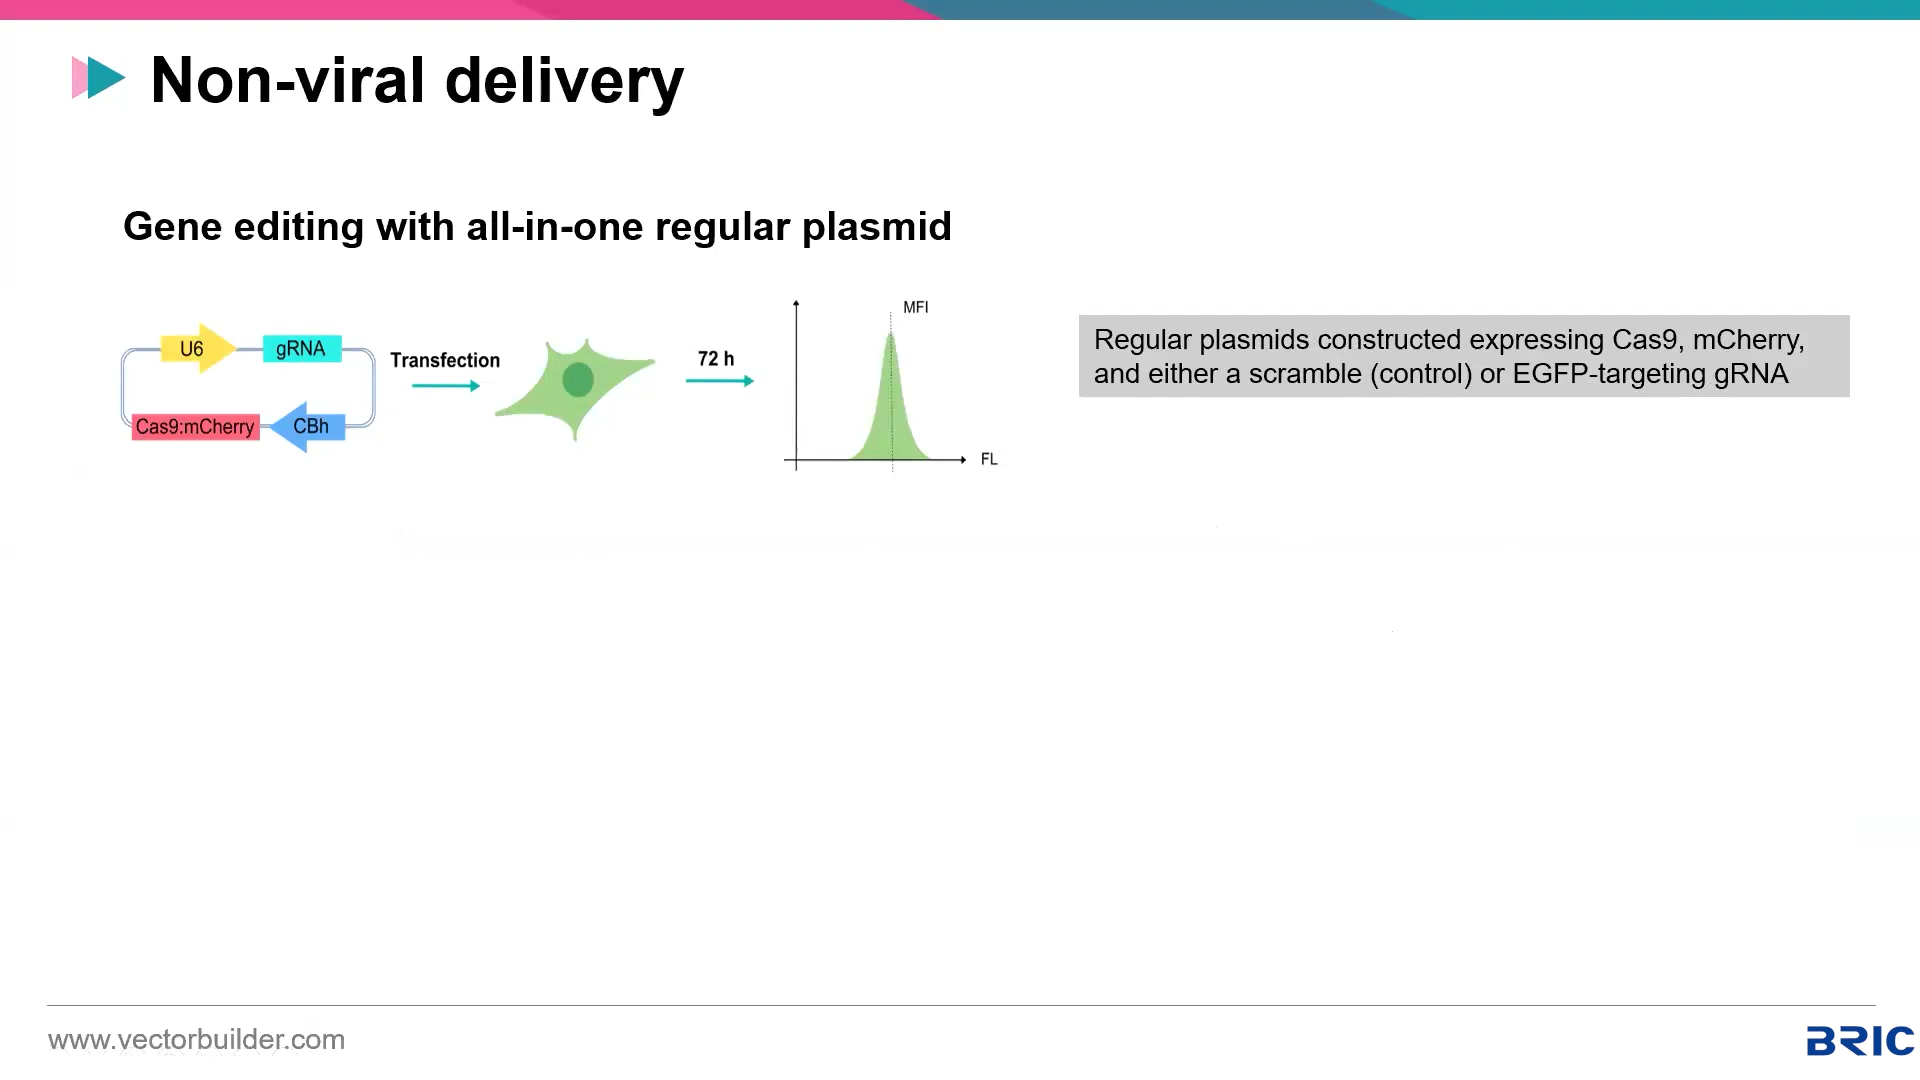 Non-viral delivery
Gene editing with all-in-one regular plasmid
U6
gRNA
Cas9:mCherry
CBh
Transfection
72 h
MFI
FL
Regular plasmids constructed expressing Cas9, mCherry,
and either a scramble (control) or EGFP-targeting gRNA
www.vectorbuilder.com
BRIC